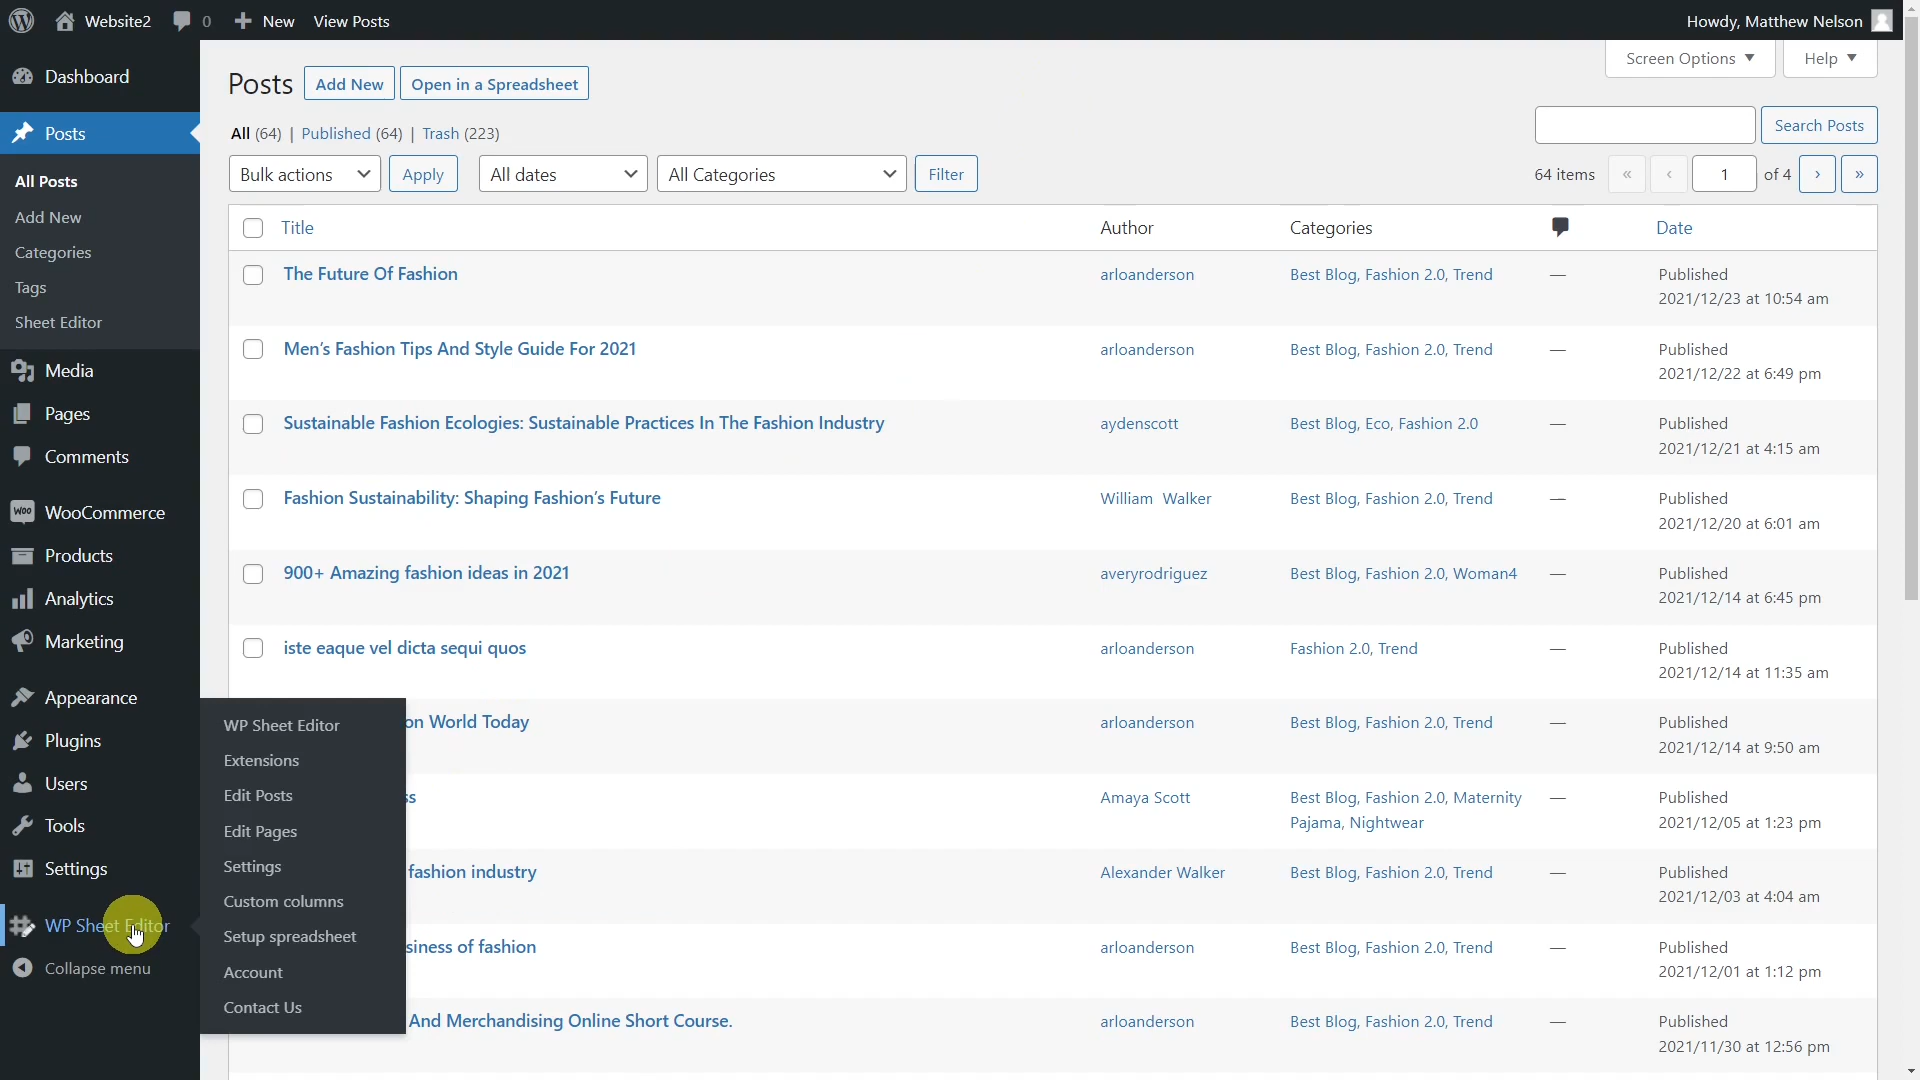 Website2 0 New View Posts Howdy, Matthew Nelson
Screen Options Help
Dashboard
Posts
All Posts
Add New
Categories
Tags
Sheet Editor
Media
Pages
Comments
WooCommerce
Products
Analytics
Marketing
Appearance
Plugins
Users
Tools
Settings
WP Sheet Editor
Collapse menu
WP Sheet Editor
Extensions
Edit Posts
Edit Pages
Settings
Custom columns
Setup spreadsheet
Account
Contact Us
Posts Add New Open in a Spreadsheet
Search Posts
All (64) | Published (64) | Trash (223)
Bulk actions Apply All dates All Categories Filter 64 items « ‹ 1 of 4 › »
Title Author Categories Date
The Future Of Fashion arloanderson Best Blog, Fashion 2.0, Trend — Published
2021/12/23 at 10:54 am
Men's Fashion Tips And Style Guide For 2021 arloanderson Best Blog, Fashion 2.0, Trend — Published
2021/12/22 at 6:49 pm
Sustainable Fashion Ecologies: Sustainable Practices In The Fashion Industry aydenscott Best Blog, Eco, Fashion 2.0 — Published
2021/12/21 at 4:15 am
Fashion Sustainability: Shaping Fashion's Future William Walker Best Blog, Fashion 2.0, Trend — Published
2021/12/20 at 6:01 am
900+ Amazing fashion ideas in 2021 averyrodriguez Best Blog, Fashion 2.0, Woman4 — Published
2021/12/14 at 6:45 pm
iste eaque vel dicta sequi quos arloanderson Fashion 2.0, Trend — Published
2021/12/14 at 11:35 am
on World Today arloanderson Best Blog, Fashion 2.0, Trend — Published
2021/12/14 at 9:50 am
ss Amaya Scott Best Blog, Fashion 2.0, Maternity — Published
Pajama, Nightwear 2021/12/05 at 1:23 pm
fashion industry Alexander Walker Best Blog, Fashion 2.0, Trend — Published
2021/12/03 at 4:04 am
siness of fashion arloanderson Best Blog, Fashion 2.0, Trend — Published
2021/12/01 at 1:12 pm
And Merchandising Online Short Course. arloanderson Best Blog, Fashion 2.0, Trend — Published
2021/11/30 at 12:56 pm